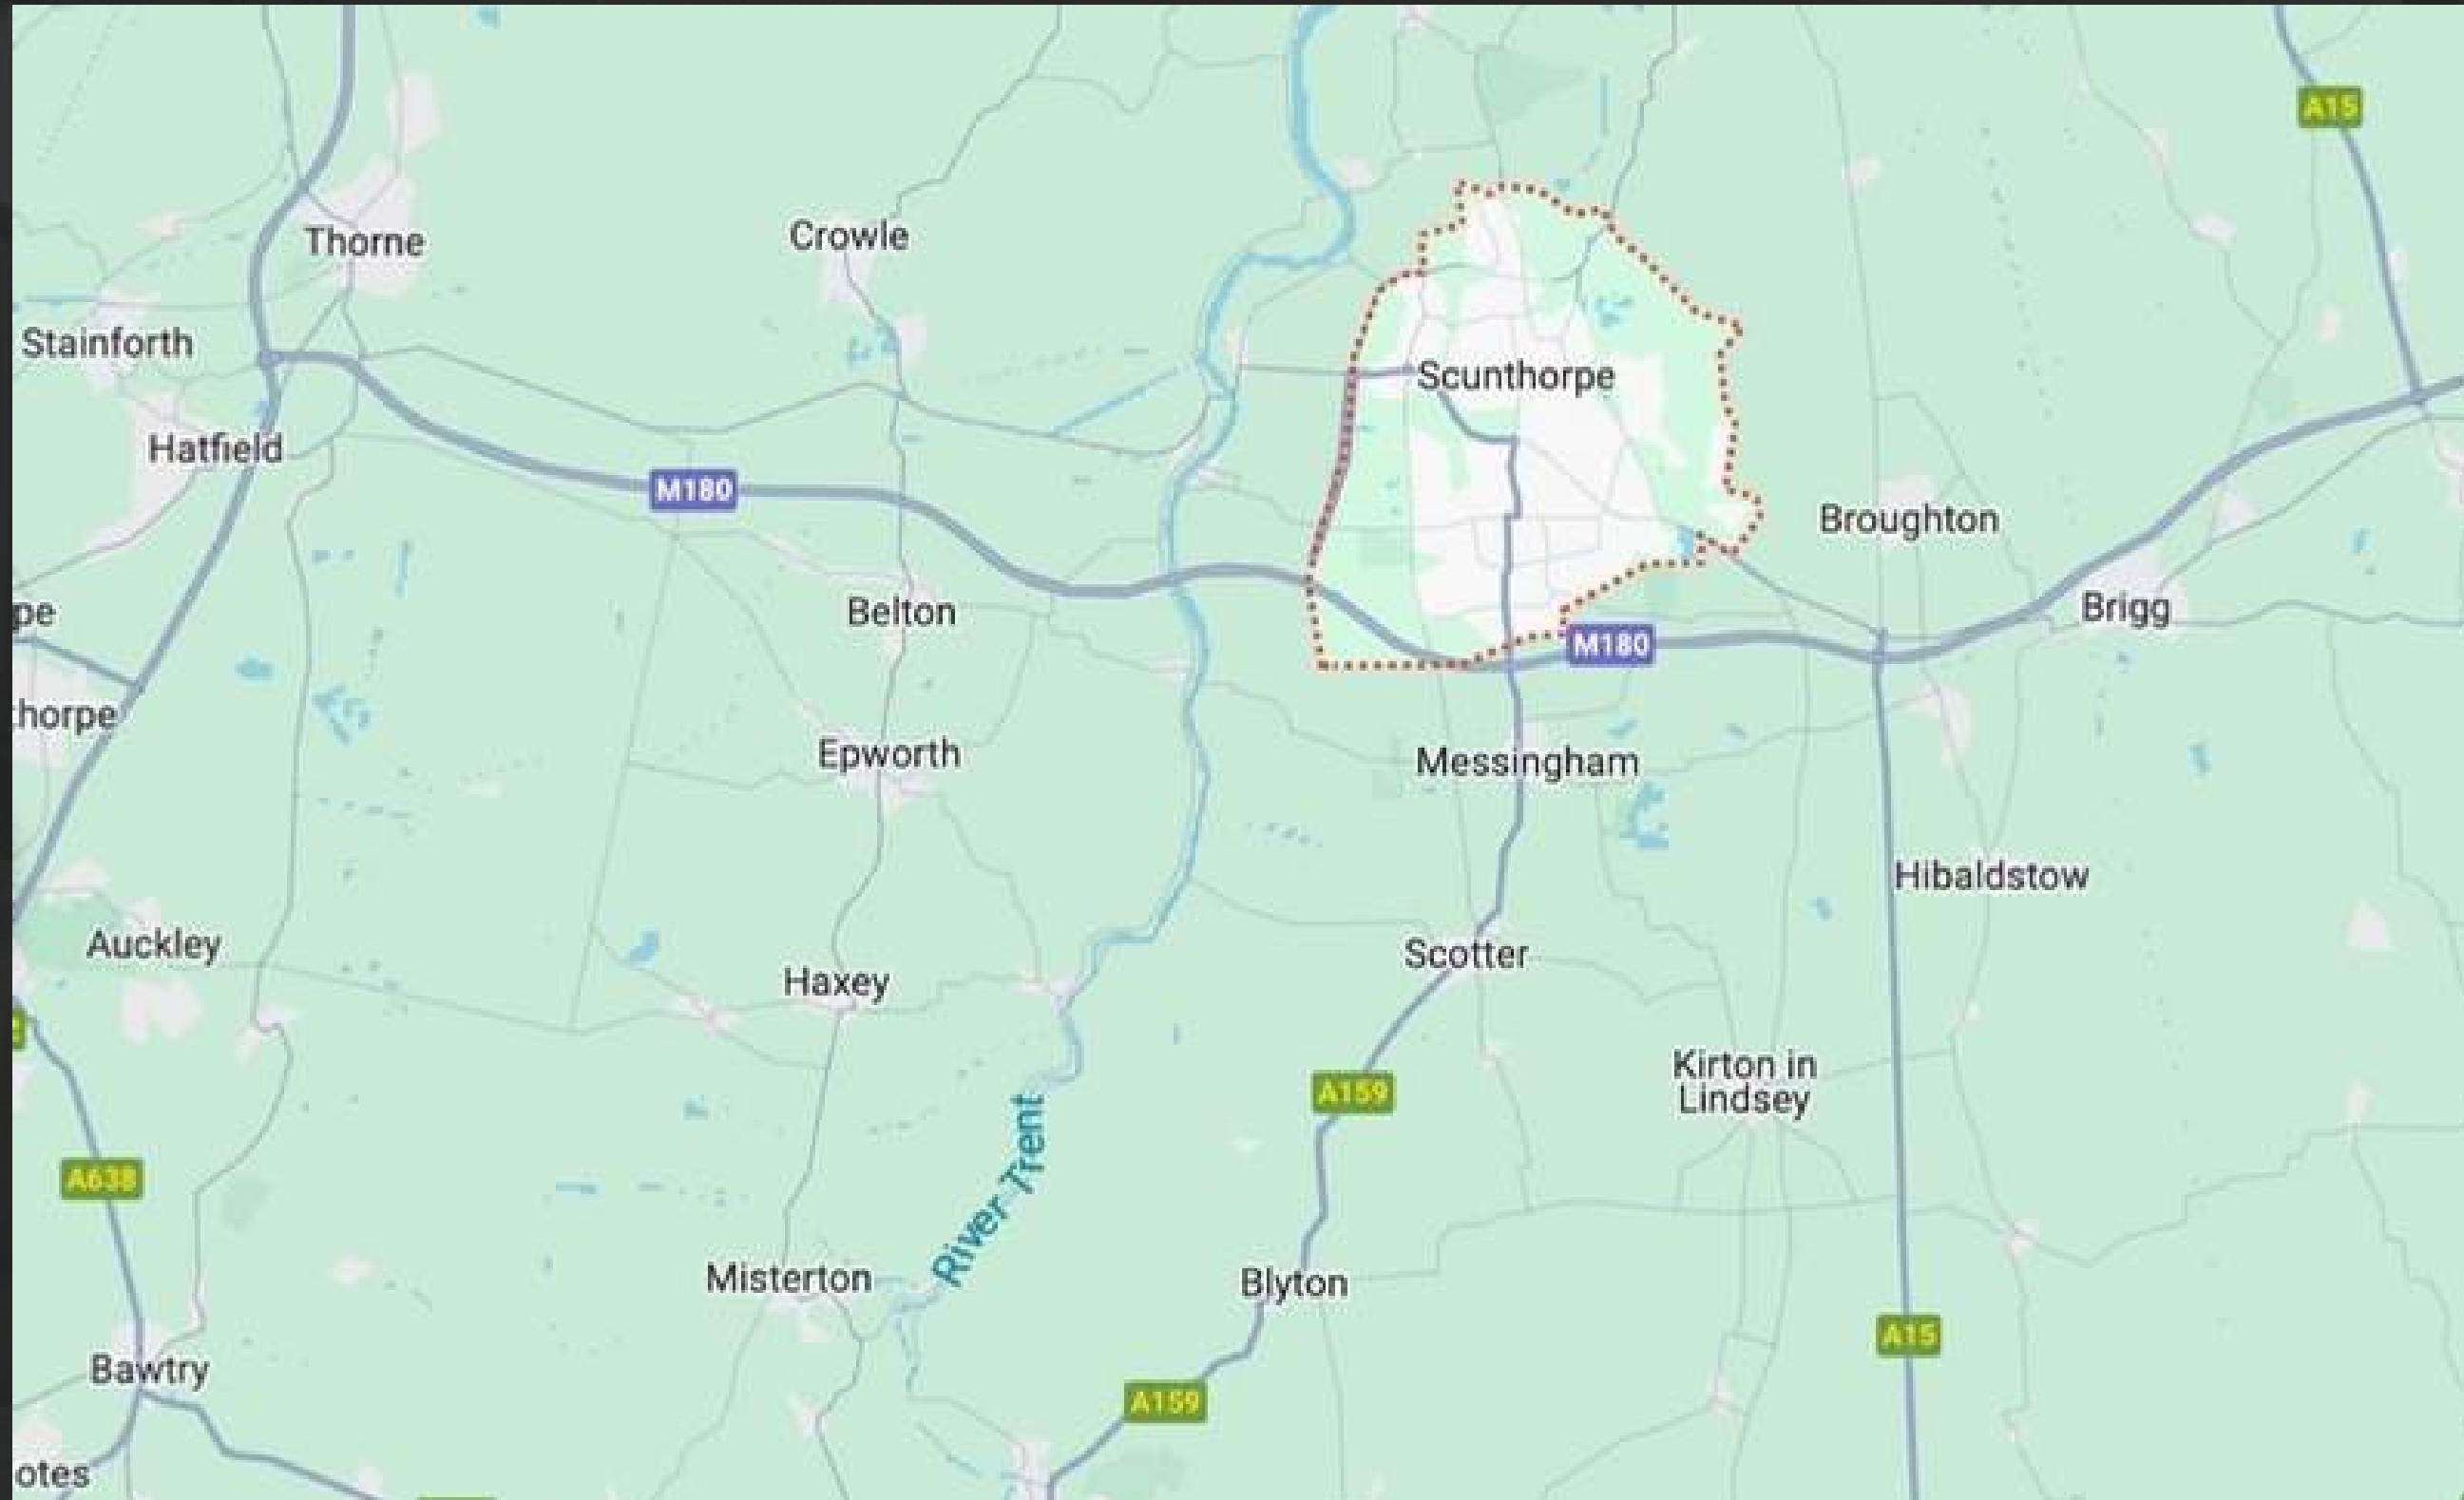 A15
Thorne
Crowle
Stainforth
Scunthorpe
Hatfield
M180
Broughton
pe
Belton
Brigg
M180
thorpe
Epworth
Messingham
Hibaldstow
Auckley
Scotter
Haxey
Kirton in
Lindsey
A159
A638
River Trent
Misterton
Blyton
A15
Bawtry
A159
otes